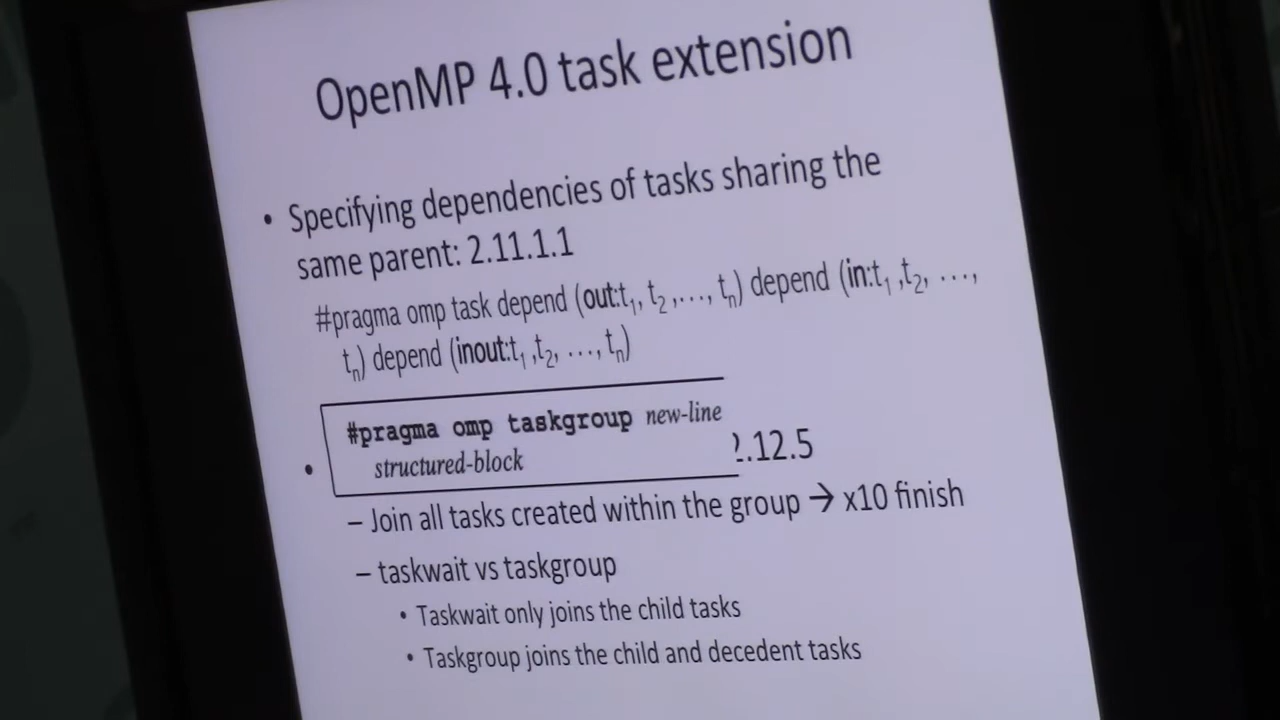 OpenMP 4.0 task extension
• Specifying dependencies of tasks sharing the
same parent: 2.11.1.1
#pragma omp task depend (out:t1, t2 ,…, tn) depend (in:t1 ,t2, …,
tn) depend (inout:t1 ,t2, …, tn)
#pragma omp taskgroup new-line
structured-block
• 2.12.5
– Join all tasks created within the group → x10 finish
– taskwait vs taskgroup
• Taskwait only joins the child tasks
• Taskgroup joins the child and decedent tasks